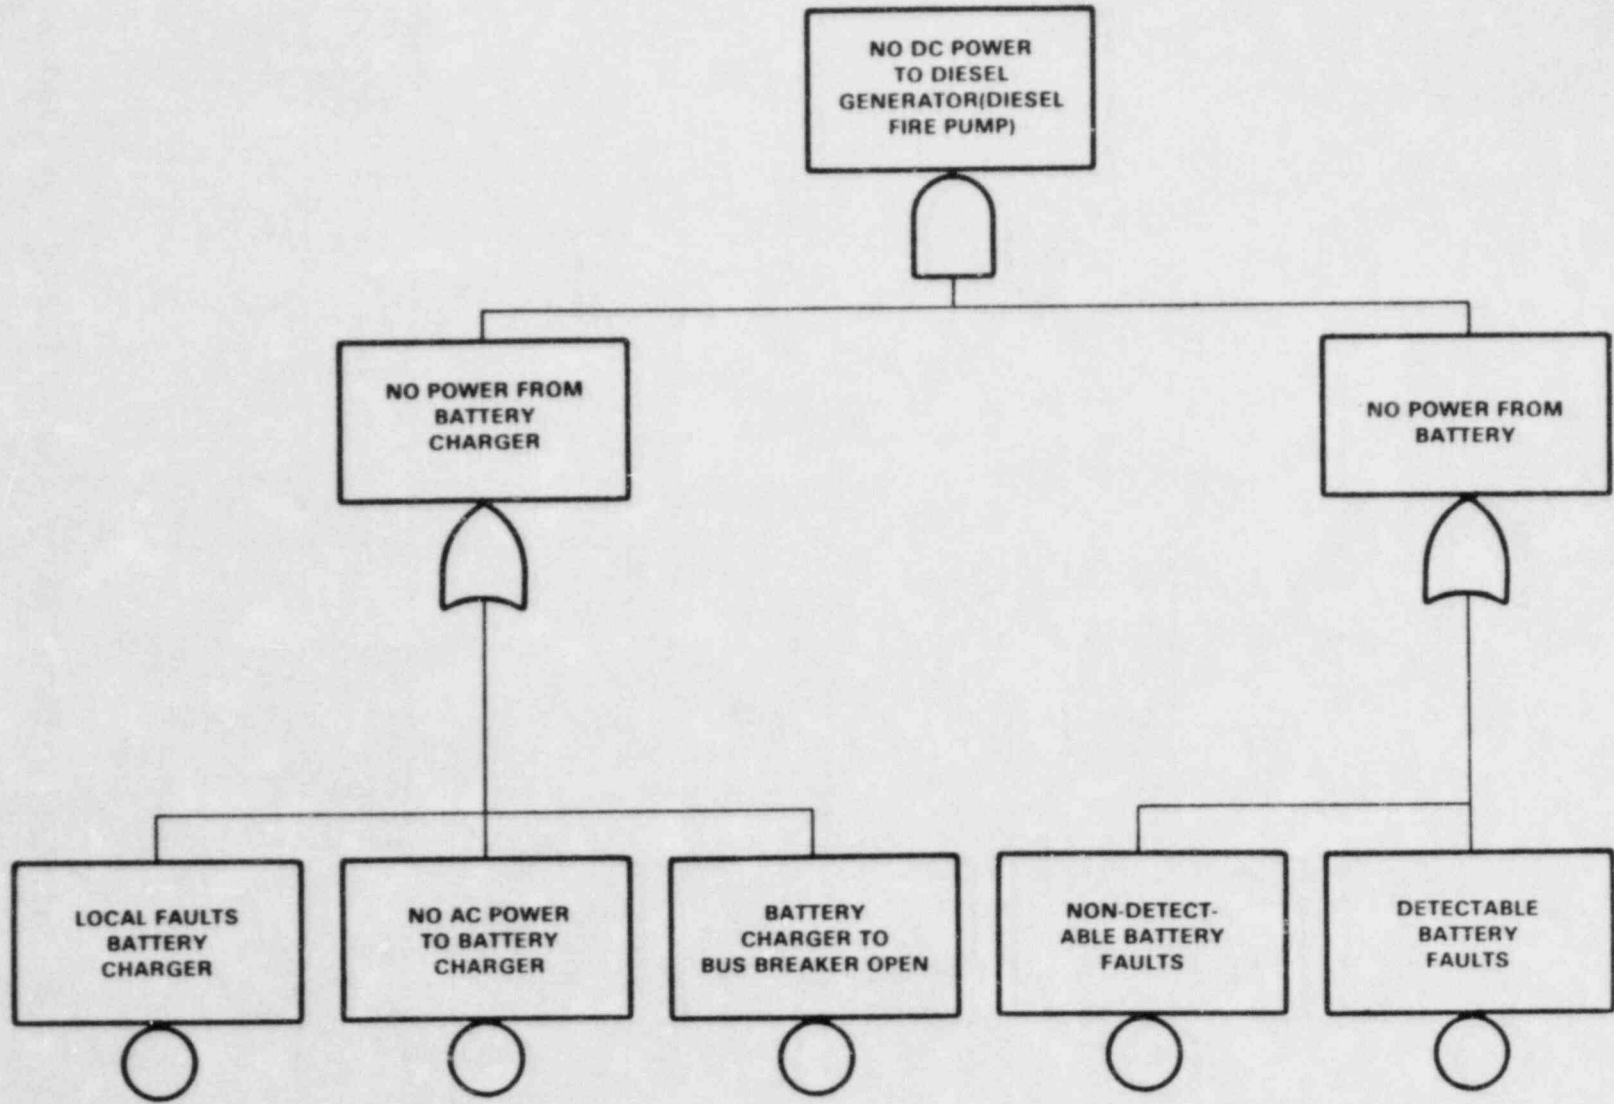 NO DC POWER
TO DIESEL
GENERATOR(DIESEL
FIRE PUMP)
NO POWER FROM
BATTERY
CHARGER
NO POWER FROM
BATTERY
LOCAL FAULTS
BATTERY
CHARGER
NO AC POWER
TO BATTERY
CHARGER
BATTERY
CHARGER TO
BUS BREAKER OPEN
NON-DETECT-
ABLE BATTERY
FAULTS
DETECTABLE
BATTERY
FAULTS